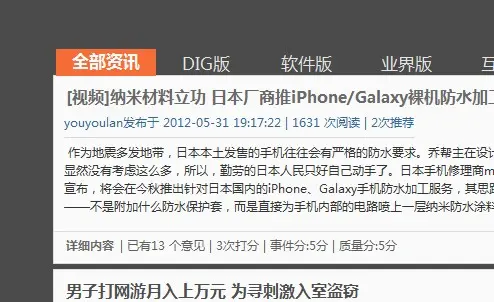 全部资讯 DIG版 软件版 业界版 互
[视频]纳米材料立功 日本厂商推iPhone/Galaxy裸机防水加工
youyoulan发布于 2012-05-31 19:17:22 | 1631 次阅读 | 2次推荐
作为地震多发地带，日本本土发售的手机往往会有严格的防水要求。乔帮主在设计
显然没有考虑这么多，所以，勤劳的日本人民只好自己动手了。日本手机修理商m
宣布，将会在今秋推出针对日本国内的iPhone、Galaxy手机防水加工服务，其思路
——不是附加什么防水保护套，而是直接为手机内部的电路喷上一层纳米防水涂料
详细内容 | 已有13 个意见 | 3次打分 | 事件分:5分 | 质量分:5分
男子打网游月入上万元 为寻刺激入室盗窃